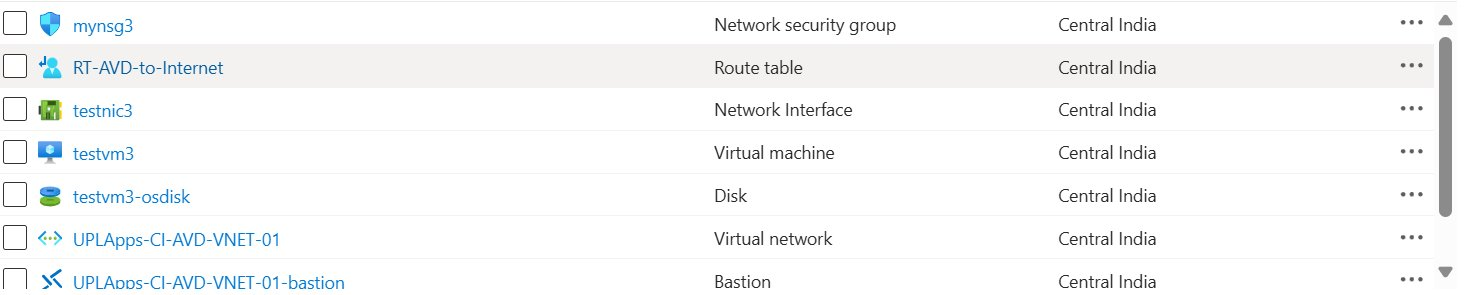 mynsg3 Network security group Central India ...
RT-AVD-to-Internet Route table Central India ...
testnic3 Network Interface Central India ...
testvm3 Virtual machine Central India ...
testvm3-osdisk Disk Central India ...
UPLApps-CI-AVD-VNET-01 Virtual network Central India ...
UPLApps-CI-AVD-VNET-01-bastion Bastion Central India ...